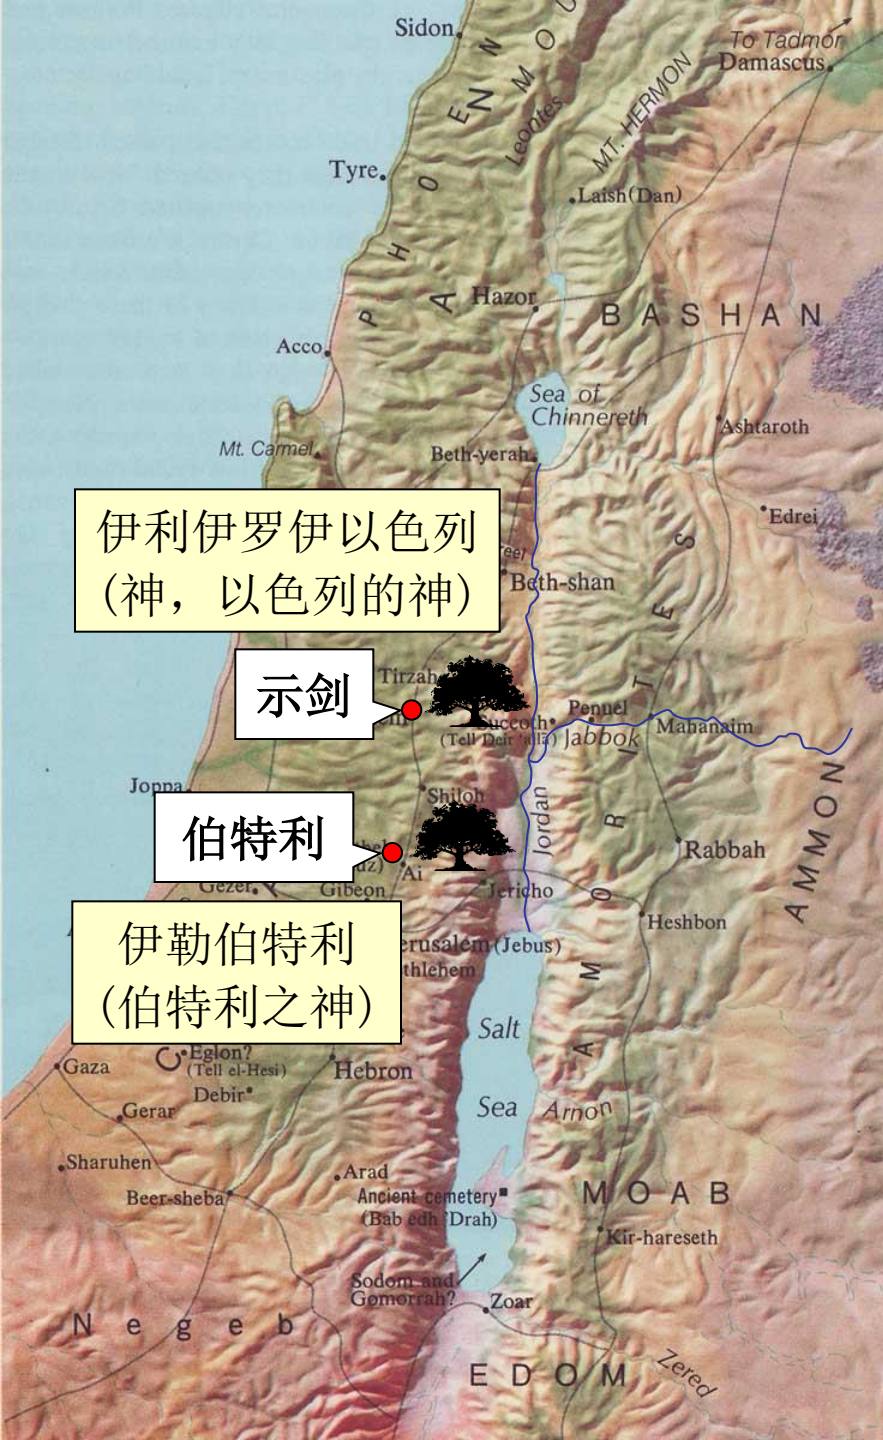 Sidon
To Tadmor
Damascus
MT. HERMON
Leontes
Tyre
Laish(Dan)
Hazor
BASHAN
Acco
Sea of
Chinnereth
Ashtaroth
Mt. Carmel
Beth-yerah
Edrei
伊利伊罗伊以色列
(神，以色列的神)
Beth-shan
Tirzah
示剑
Succoth
(Tell Deir 'alla)
Penuel
Jabbok
Mahanaim
Joppa
Shiloh
Jordan
AMORITES
AMMON
伯特利
Ai
Rabbah
Gezer
Gibeon
Jericho
Heshbon
伊勒伯特利
(伯特利之神)
(Jebus)
Salt
Sea
Eglon?
(Tell el-Hesi)
Gaza
Hebron
Debir
Gerar
Arnon
Sharuhen
Arad
Beer-sheba
Ancient cemetery
(Bab edh 'Drah)
MOAB
Kir-hareseth
Sodom and
Gomorrah?
Zoar
Negeb
EDOM
Zered